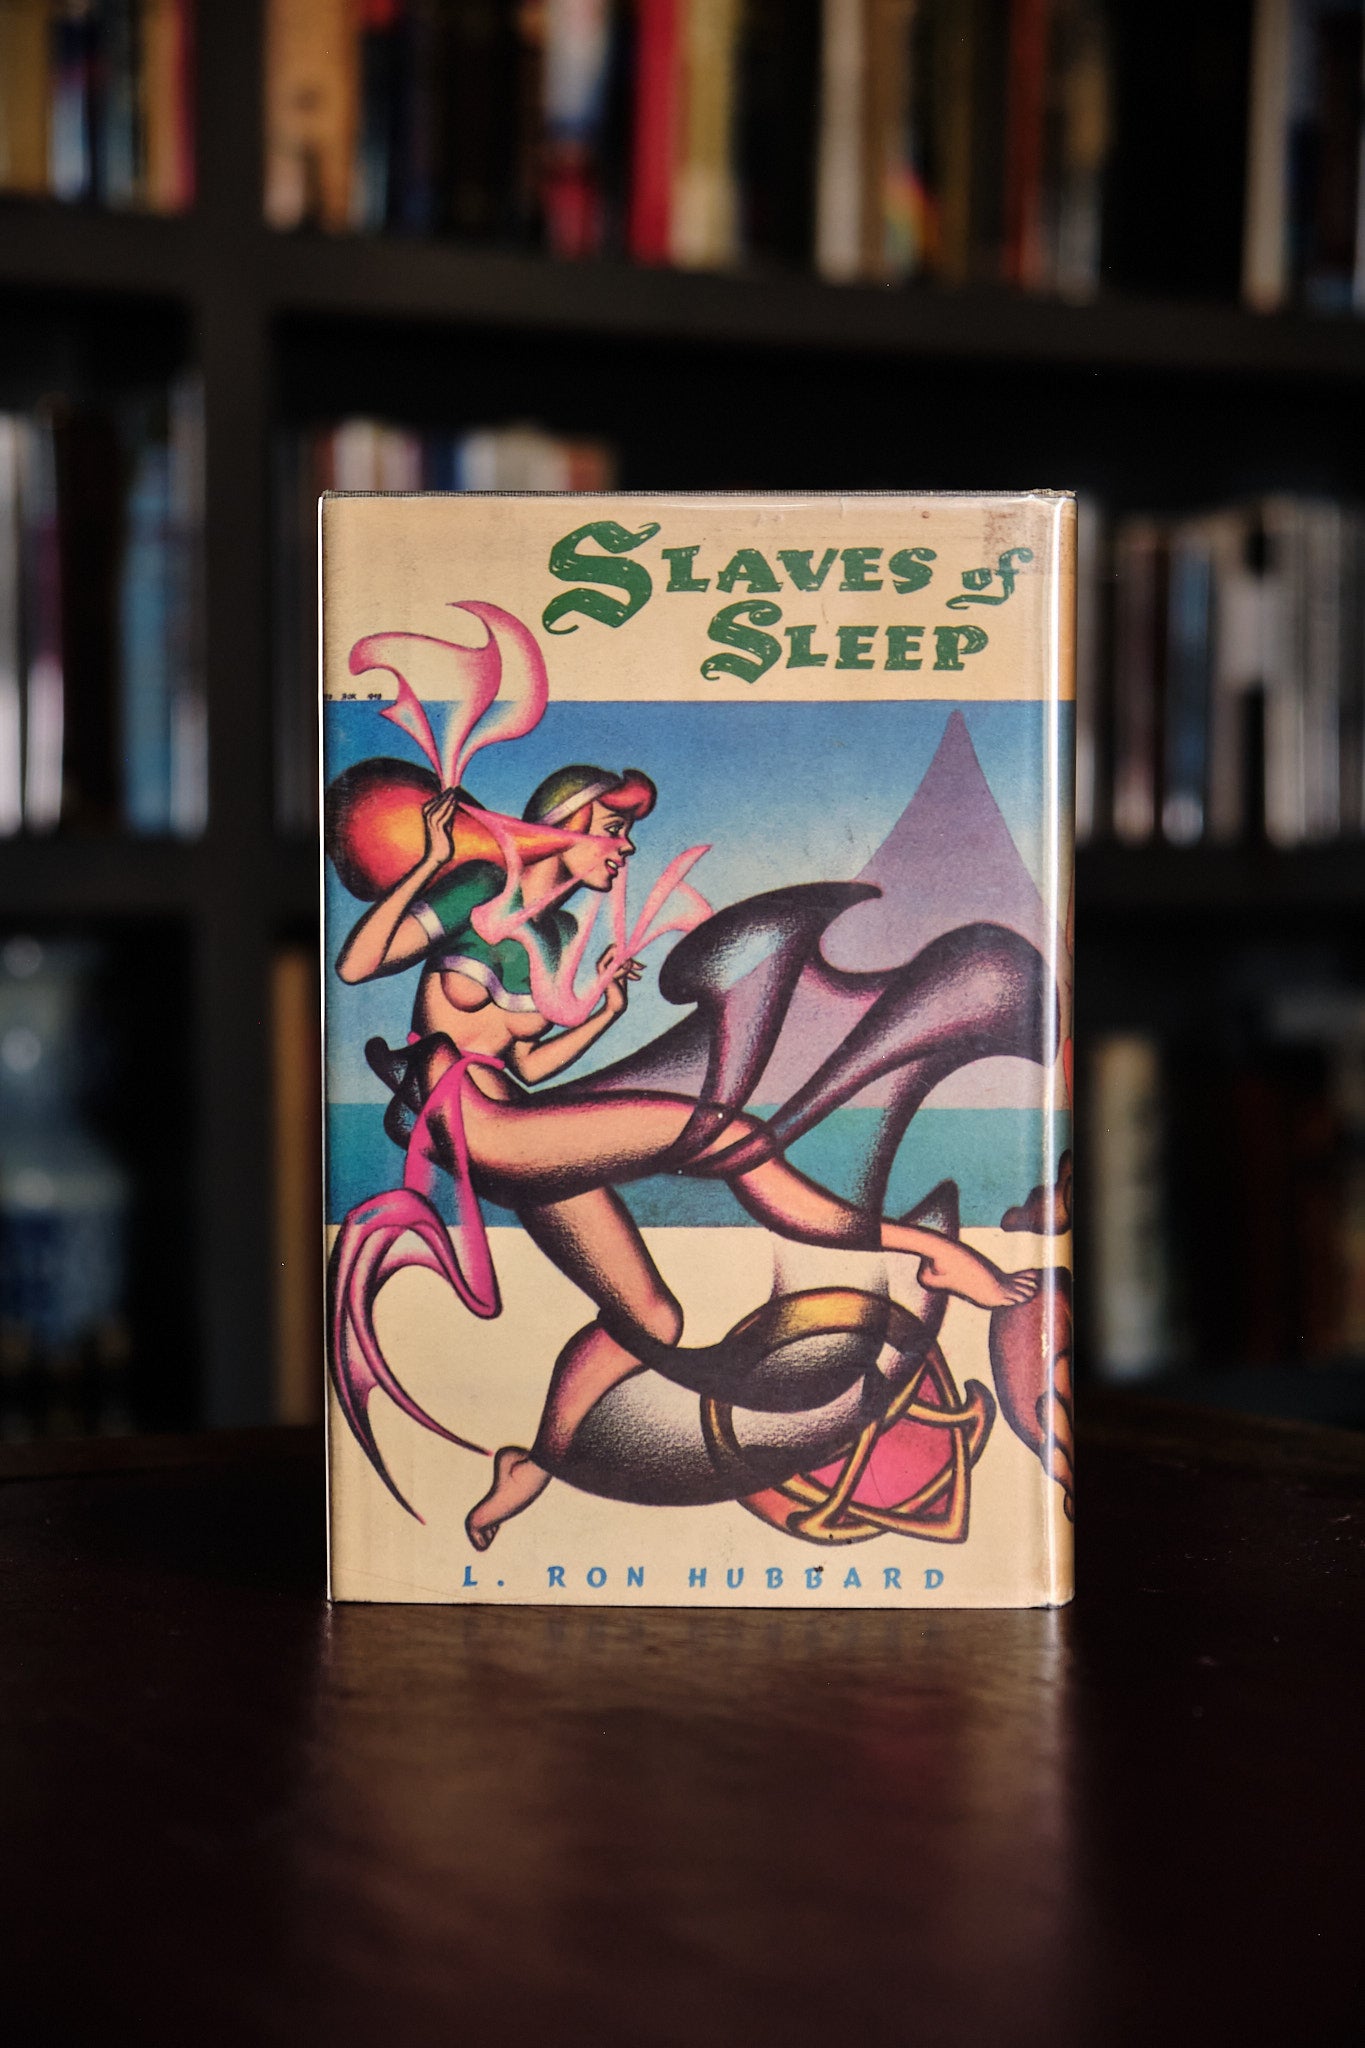 SLAVES of
SLEEP
L. RON HUBBARD